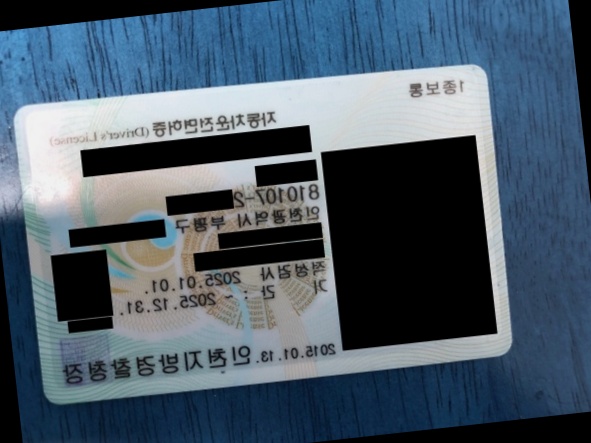 1종보통
자동차운전면허증 (Driver's License)
810107-2
인천광역시 부평구
적성검사 2025.01.01.
기 간 : ~ 2025.12.31.
2015.01.13. 인천지방경찰청장